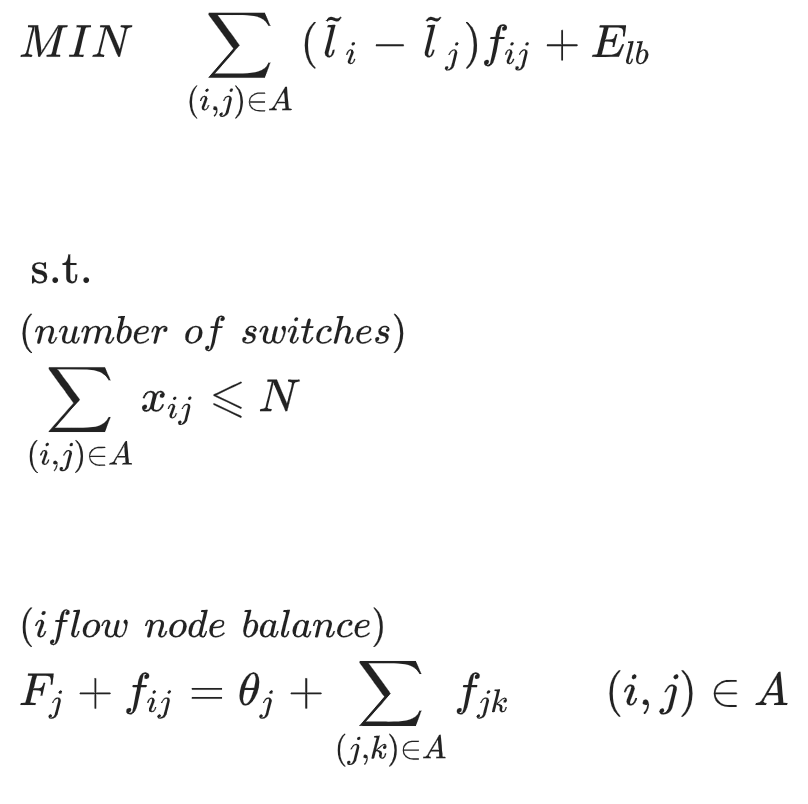 MIN ∑_{(i,j)∈A} (l̃_i − l̃_j)f_{ij} + E_{lb}
s.t.
(number of switches)
∑_{(i,j)∈A} x_{ij} ⩽ N
(iflow node balance)
F_j + f_{ij} = θ_j + ∑_{(j,k)∈A} f_{jk} (i,j) ∈ A